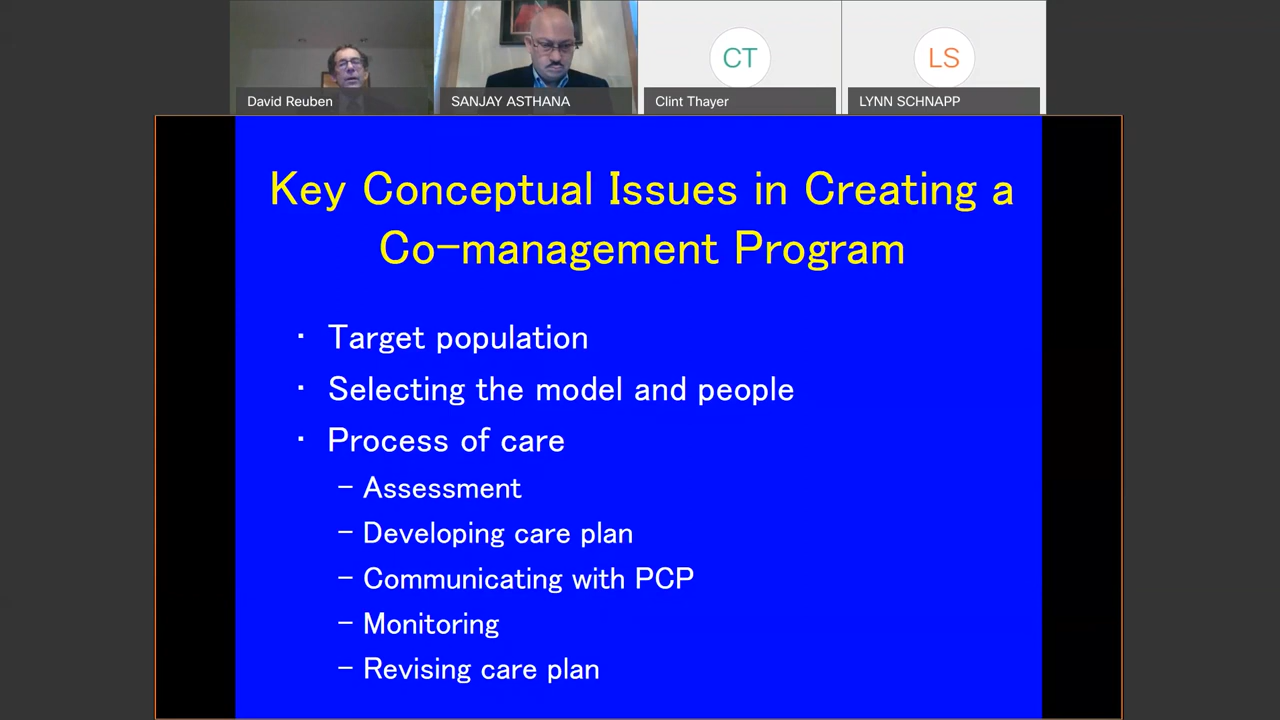 David Reuben
SANJAY ASTHANA
CT
Clint Thayer
LS
LYNN SCHNAPP
Key Conceptual Issues in Creating a
Co-management Program
· Target population
· Selecting the model and people
· Process of care
– Assessment
– Developing care plan
– Communicating with PCP
– Monitoring
– Revising care plan